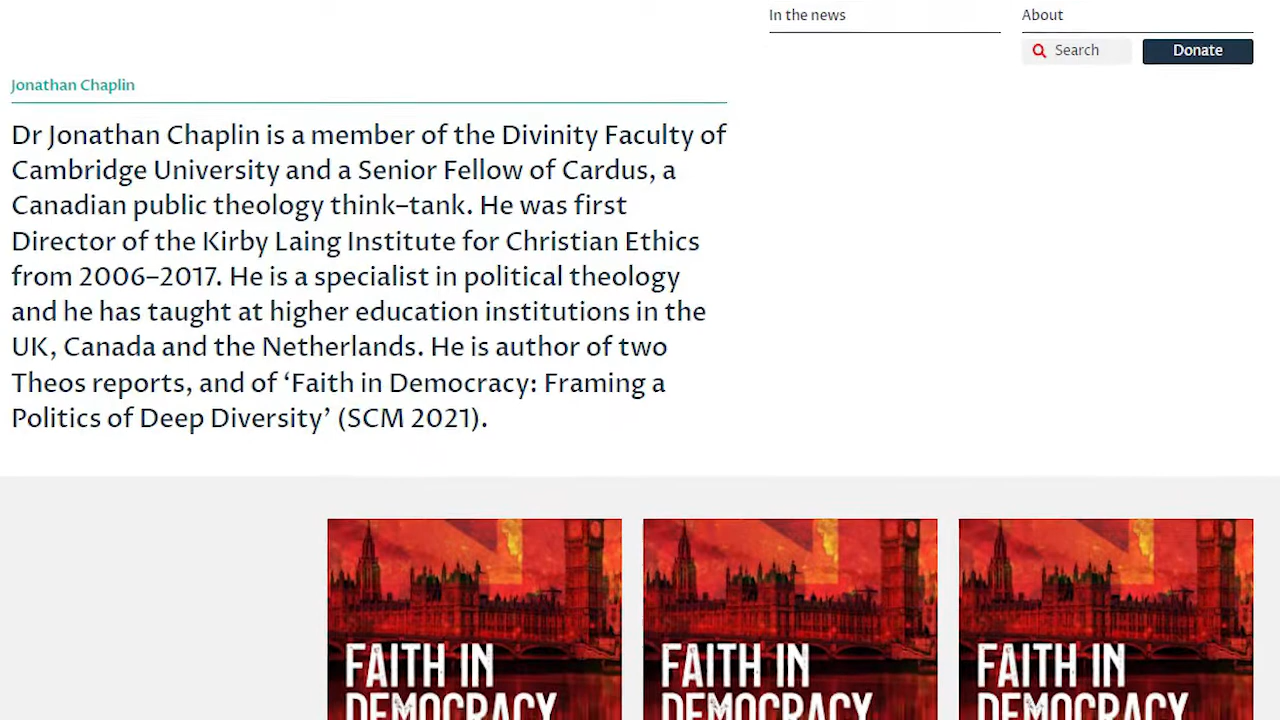 In the news
About
Search
Donate
Jonathan Chaplin
Dr Jonathan Chaplin is a member of the Divinity Faculty of
Cambridge University and a Senior Fellow of Cardus, a
Canadian public theology think–tank. He was first
Director of the Kirby Laing Institute for Christian Ethics
from 2006–2017. He is a specialist in political theology
and he has taught at higher education institutions in the
UK, Canada and the Netherlands. He is author of two
Theos reports, and of ‘Faith in Democracy: Framing a
Politics of Deep Diversity’ (SCM 2021).
FAITH IN
DEMOCRACY
FAITH IN
DEMOCRACY
FAITH IN
DEMOCRACY